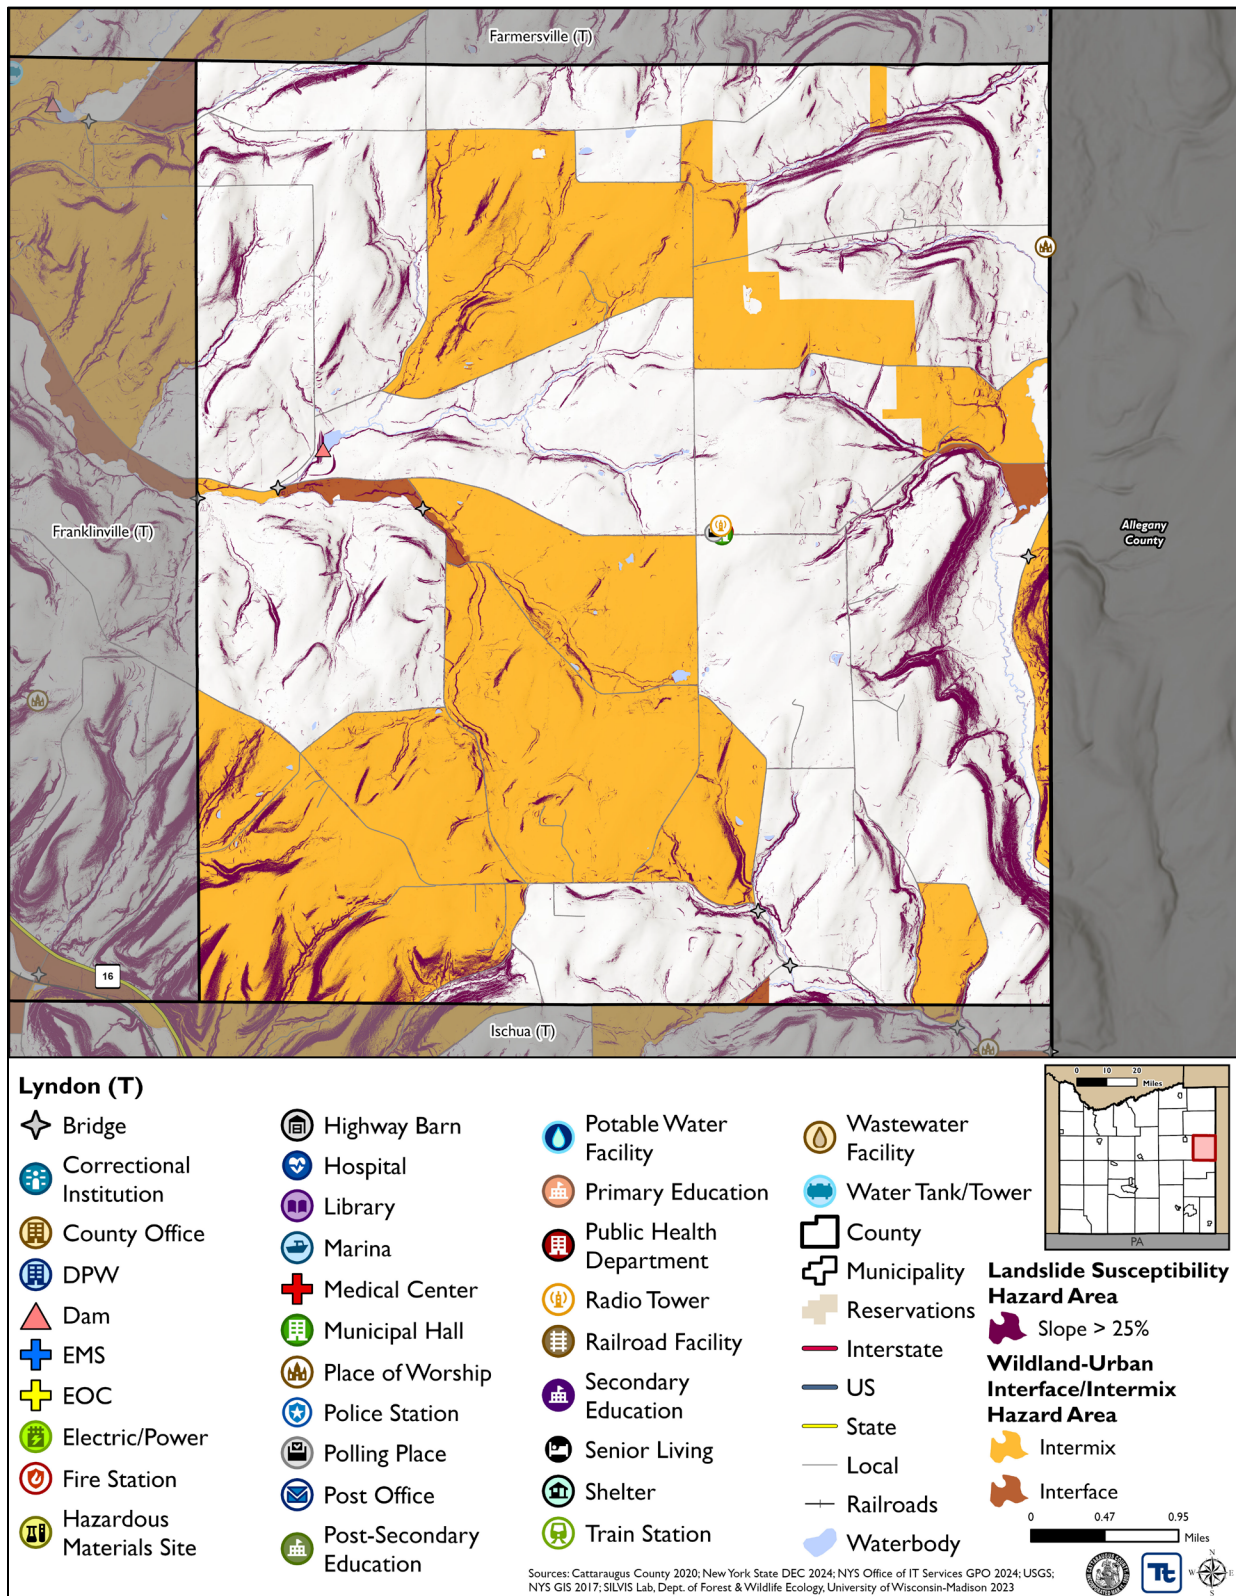 Farmersville (T)
Franklinville (T)
Allegany
County
16
Ischua (T)
Lyndon (T)
Bridge
Correctional
Institution
County Office
DPW
Dam
EMS
EOC
Electric/Power
Fire Station
Hazardous
Materials Site
Highway Barn
Hospital
Library
Marina
Medical Center
Municipal Hall
Place of Worship
Police Station
Polling Place
Post Office
Post-Secondary
Education
Potable Water
Facility
Primary Education
Public Health
Department
Radio Tower
Railroad Facility
Secondary
Education
Senior Living
Shelter
Train Station
Wastewater
Facility
Water Tank/Tower
County
Municipality
Reservations
Interstate
US
State
Local
Railroads
Waterbody
0 10 20
Miles
PA
Landslide Susceptibility
Hazard Area
Slope > 25%
Wildland-Urban
Interface/Intermix
Hazard Area
Intermix
Interface
0 0.47 0.95
Miles
Sources: Cattaraugus County 2020; New York State DEC 2024; NYS Office of IT Services GPO 2024; USGS;
NYS GIS 2017; SILVIS Lab, Dept. of Forest & Wildlife Ecology, University of Wisconsin-Madison 2023
Tt
N
W E
S